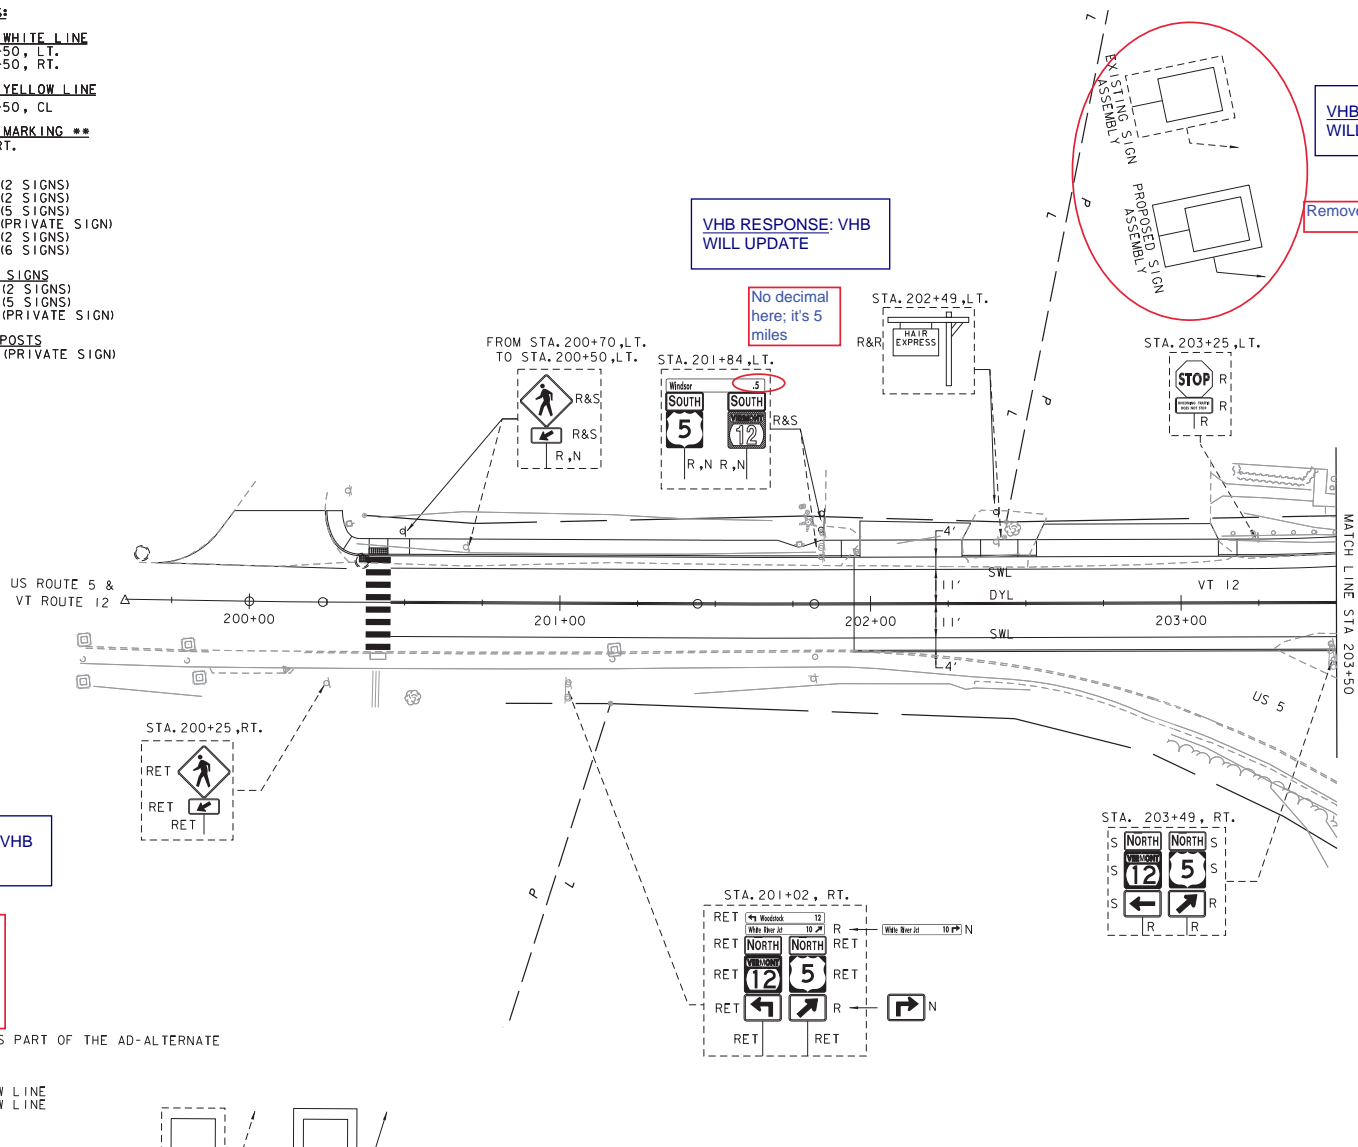 S:
WHITE LINE
+50, LT.
+50, RT.
YELLOW LINE
+50, CL
MARKING **
RT.
(2 SIGNS)
(2 SIGNS)
(5 SIGNS)
(PRIVATE SIGN)
(2 SIGNS)
(6 SIGNS)
SIGNS
(2 SIGNS)
(5 SIGNS)
(PRIVATE SIGN)
POSTS
(PRIVATE SIGN)
EXISTING SIGN
ASSEMBLY
PROPOSED SIGN
ASSEMBLY
VHB
WILL
Remove
VHB RESPONSE: VHB
WILL UPDATE
No decimal
here; it's 5
miles
FROM STA.200+70,LT.
TO STA.200+50,LT.
R&S
R&S
R,N
STA.201+84,LT.
Windsor .5
SOUTH SOUTH
5 VERMONT 12
R&S
R,N R,N
STA.202+49,LT.
R&R
HAIR
EXPRESS
STA.203+25,LT.
STOP R
ONCOMING TRAFFIC
DOES NOT STOP
R
R
L
P
L
P
L
4'
SWL
11'
DYL
VT 12
US ROUTE 5 &
VT ROUTE 12
200+00
201+00
202+00
203+00
11'
SWL
4'
US 5
MATCH LINE STA 203+50
STA.200+25,RT.
RET
RET
RET
VHB
P
L
STA.201+02, RT.
RET Woodstock 12
White River Jct 10 R
White River Jct 10 N
RET NORTH NORTH RET
RET VERMONT 12 5 RET
RET R N
RET RET
STA. 203+49, RT.
S NORTH NORTH S
S VERMONT 12 5 S
S R
R R
S PART OF THE AD-ALTERNATE
W LINE
W LINE